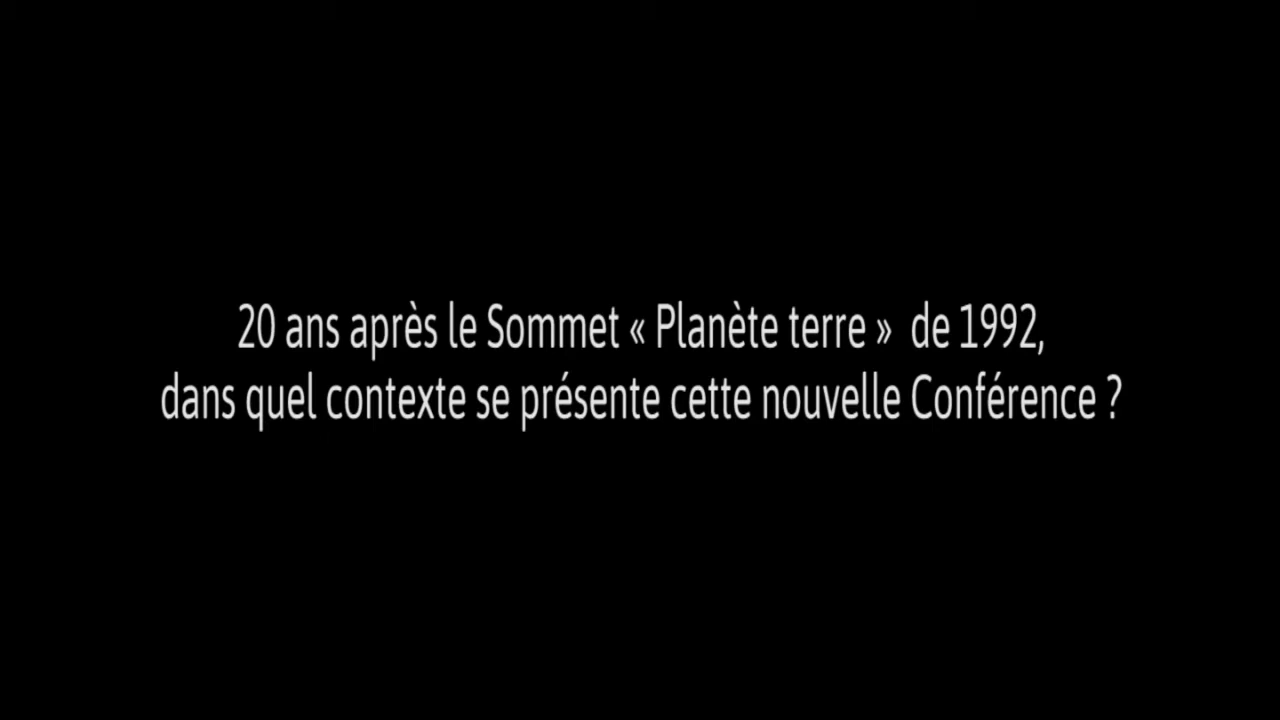 20 ans après le Sommet « Planète terre »  de 1992,
dans quel contexte se présente cette nouvelle Conférence ?